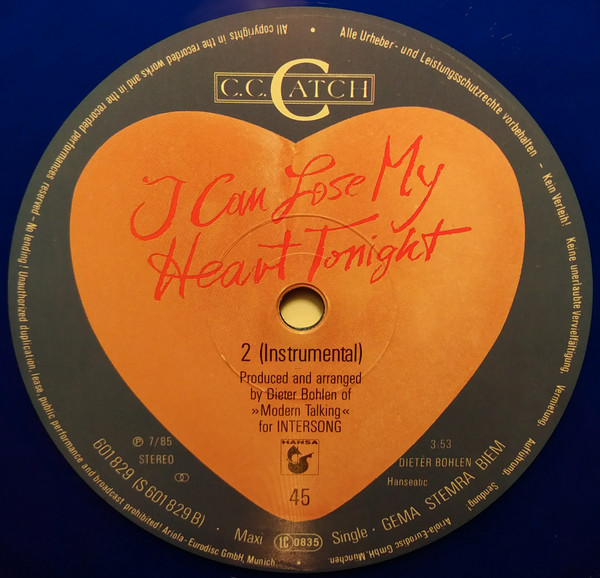 C.C. CATCH
I Can Lose My
Heart Tonight
2 (Instrumental)
Produced and arranged
by Dieter Bohlen of
»Modern Talking«
for INTERSONG
HANSA
45
℗ 7/85
STEREO
3:53
DIETER BOHLEN
Hanseatic
601829 (S 601 829 B) · Maxi LC 0835 Single · GEMA STEMRA BIEM
Alle Urheber- und Leistungsschutzrechte vorbehalten – Kein Verleih! Keine unerlaubte Vervielfältigung, Vermietung, Aufführung, Sendung! Ariola-Eurodisc GmbH, München.
All copyrights in the recorded works and in the recorded performances reserved – No lending! Unauthorized duplication, lease, public performance and broadcast prohibited! Ariola-Eurodisc GmbH, Munich.